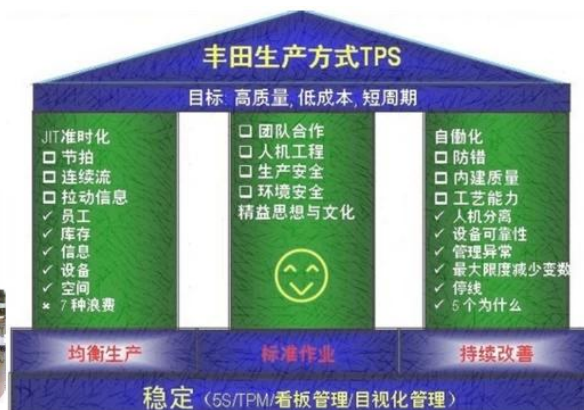 丰田生产方式TPS
目标: 高质量, 低成本, 短周期
JIT准时化
□ 节拍
□ 连续流
□ 拉动信息
✓ 员工
✓ 库存
✓ 信息
✓ 设备
✓ 空间
× 7 种浪费
□ 团队合作
□ 人机工程
□ 生产安全
□ 环境安全
精益思想与文化
自働化
□ 防错
□ 内建质量
□ 工艺能力
✓ 人机分离
✓ 设备可靠性
✓ 管理异常
✓ 最大限度减少变数
✓ 停线
✓ 5 个为什么
均衡生产
标准作业
持续改善
稳定（5S/TPM/看板管理/目视化管理）